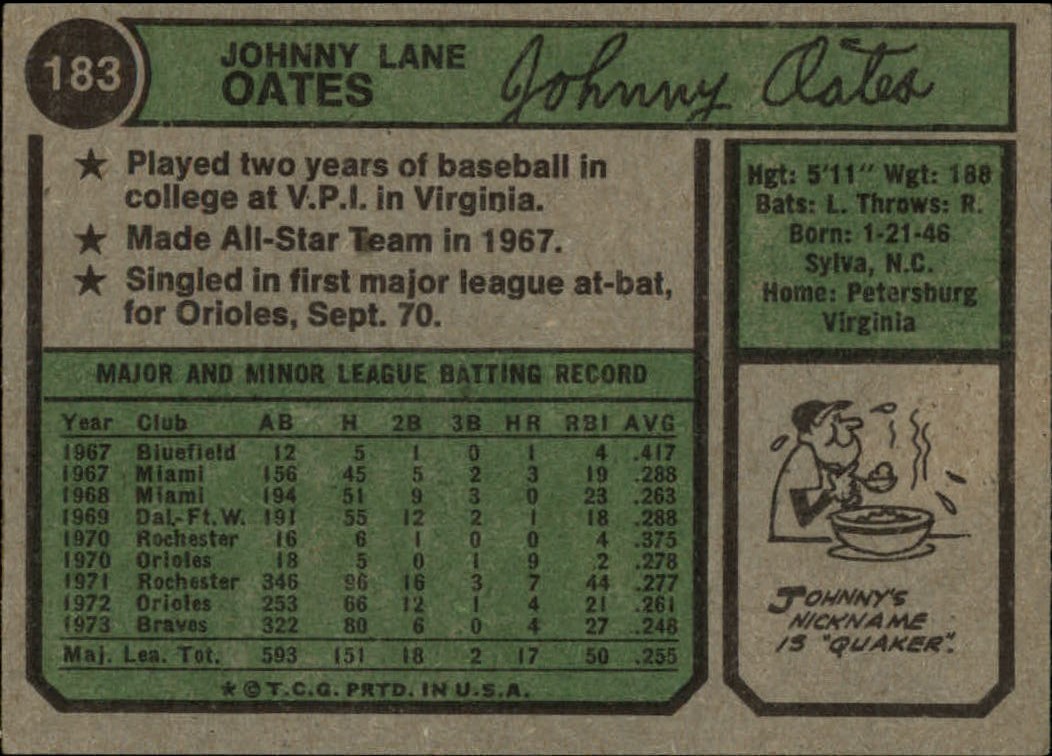 183
JOHNNY LANE
OATES
Johnny Oates
★ Played two years of baseball in
college at V.P.I. in Virginia.
★ Made All-Star Team in 1967.
★ Singled in first major league at-bat,
for Orioles, Sept. 70.
MAJOR AND MINOR LEAGUE BATTING RECORD
Year Club AB H 2B 3B HR RBI AVG
1967 Bluefield 12 5 1 0 1 4 .417
1967 Miami 156 45 5 2 3 19 .288
1968 Miami 194 51 9 3 0 23 .263
1969 Dal.-Ft.W. 191 55 12 2 1 18 .288
1970 Rochester 16 6 1 0 0 4 .375
1970 Orioles 18 5 0 1 9 2 .278
1971 Rochester 346 96 16 3 7 44 .277
1972 Orioles 253 66 12 1 4 21 .261
1973 Braves 322 80 6 0 4 27 .248
Maj. Lea. Tot. 593 151 18 2 17 50 .255
★ © T.C.G. PRTD. IN U.S.A.
Hgt: 5'11" Wgt: 188
Bats: L. Throws: R.
Born: 1-21-46
Sylva, N.C.
Home: Petersburg
Virginia
JOHNNY'S
NICKNAME
IS "QUAKER".